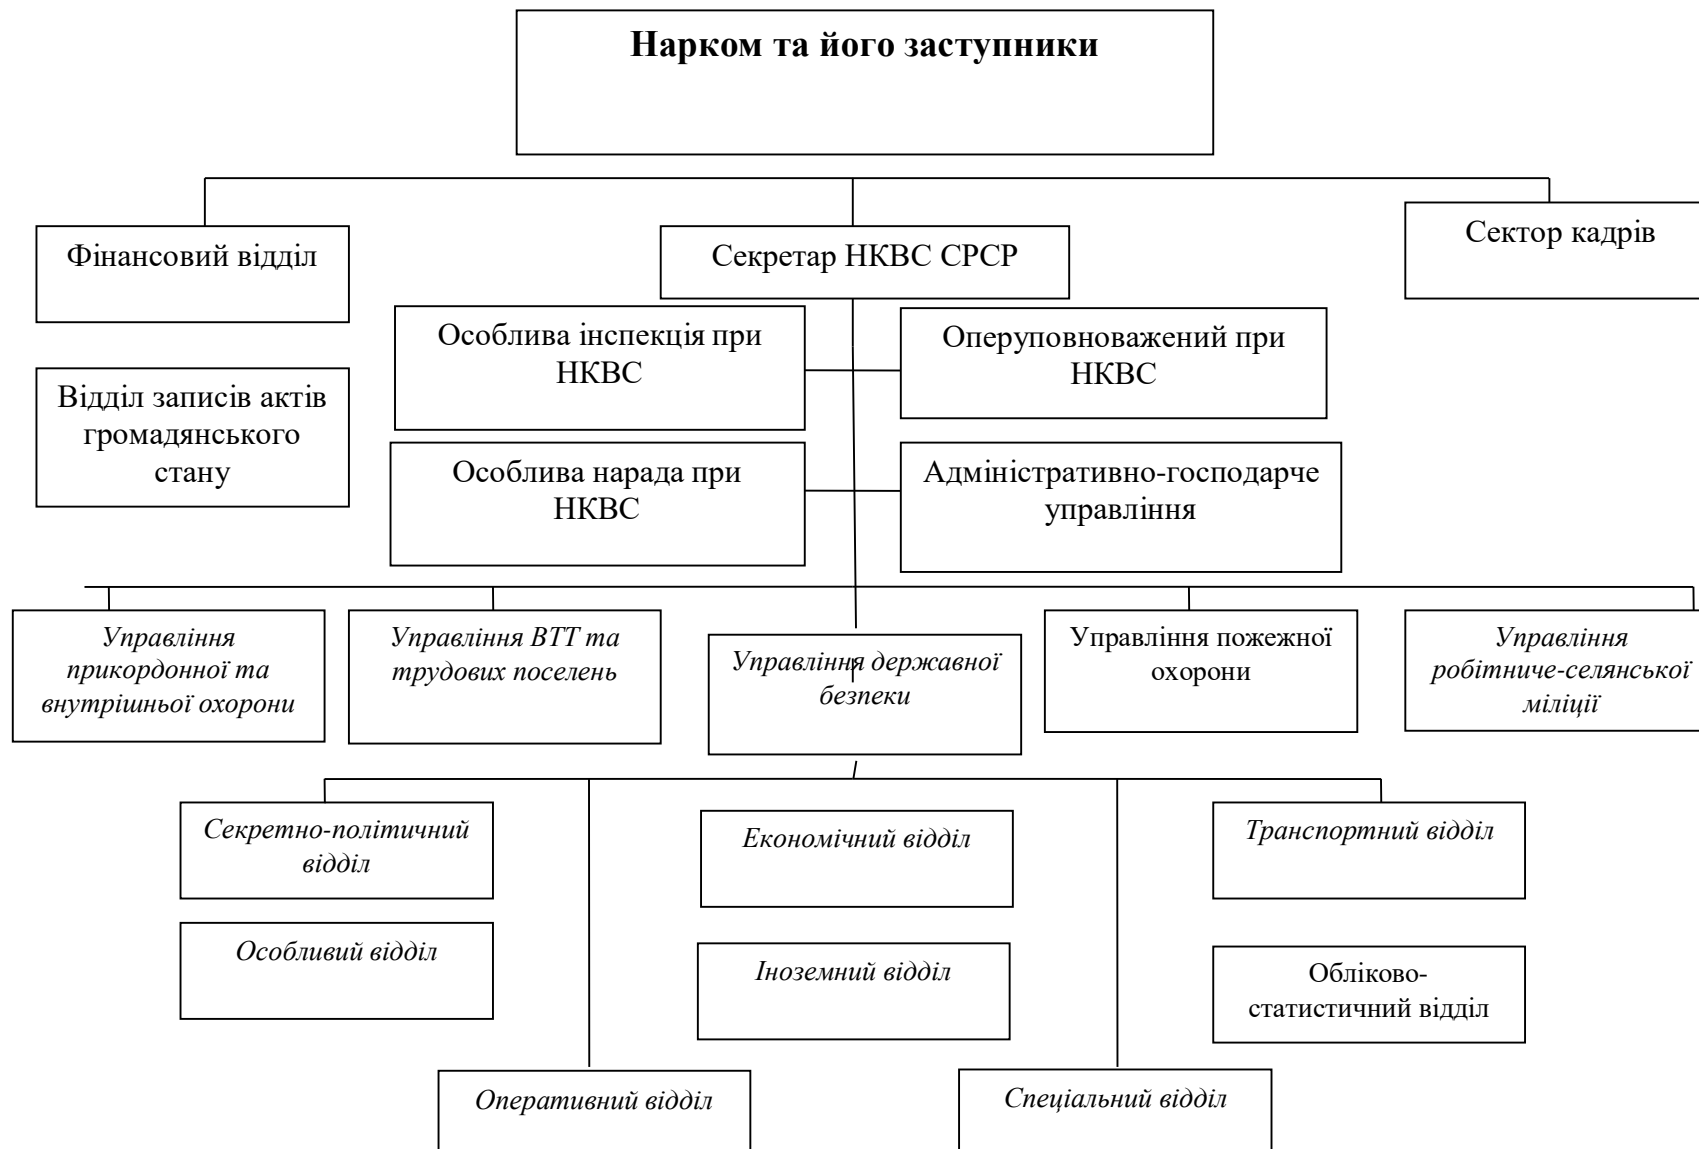 Нарком та його заступники
Фінансовий відділ
Секретар НКВС СРСР
Сектор кадрів
Особлива інспекція при
НКВС
Оперуповноважений при
НКВС
Відділ записів актів
громадянського
стану
Особлива нарада при
НКВС
Адміністративно-господарче
управління
Управління
прикордонної та
внутрішньої охорони
Управління ВТТ та
трудових поселень
Управління державної
безпеки
Управління пожежної
охорони
Управління
робітниче-селянської
міліції
Секретно-політичний
відділ
Економічний відділ
Транспортний відділ
Особливий відділ
Іноземний відділ
Обліково-
статистичний відділ
Оперативний відділ
Спеціальний відділ